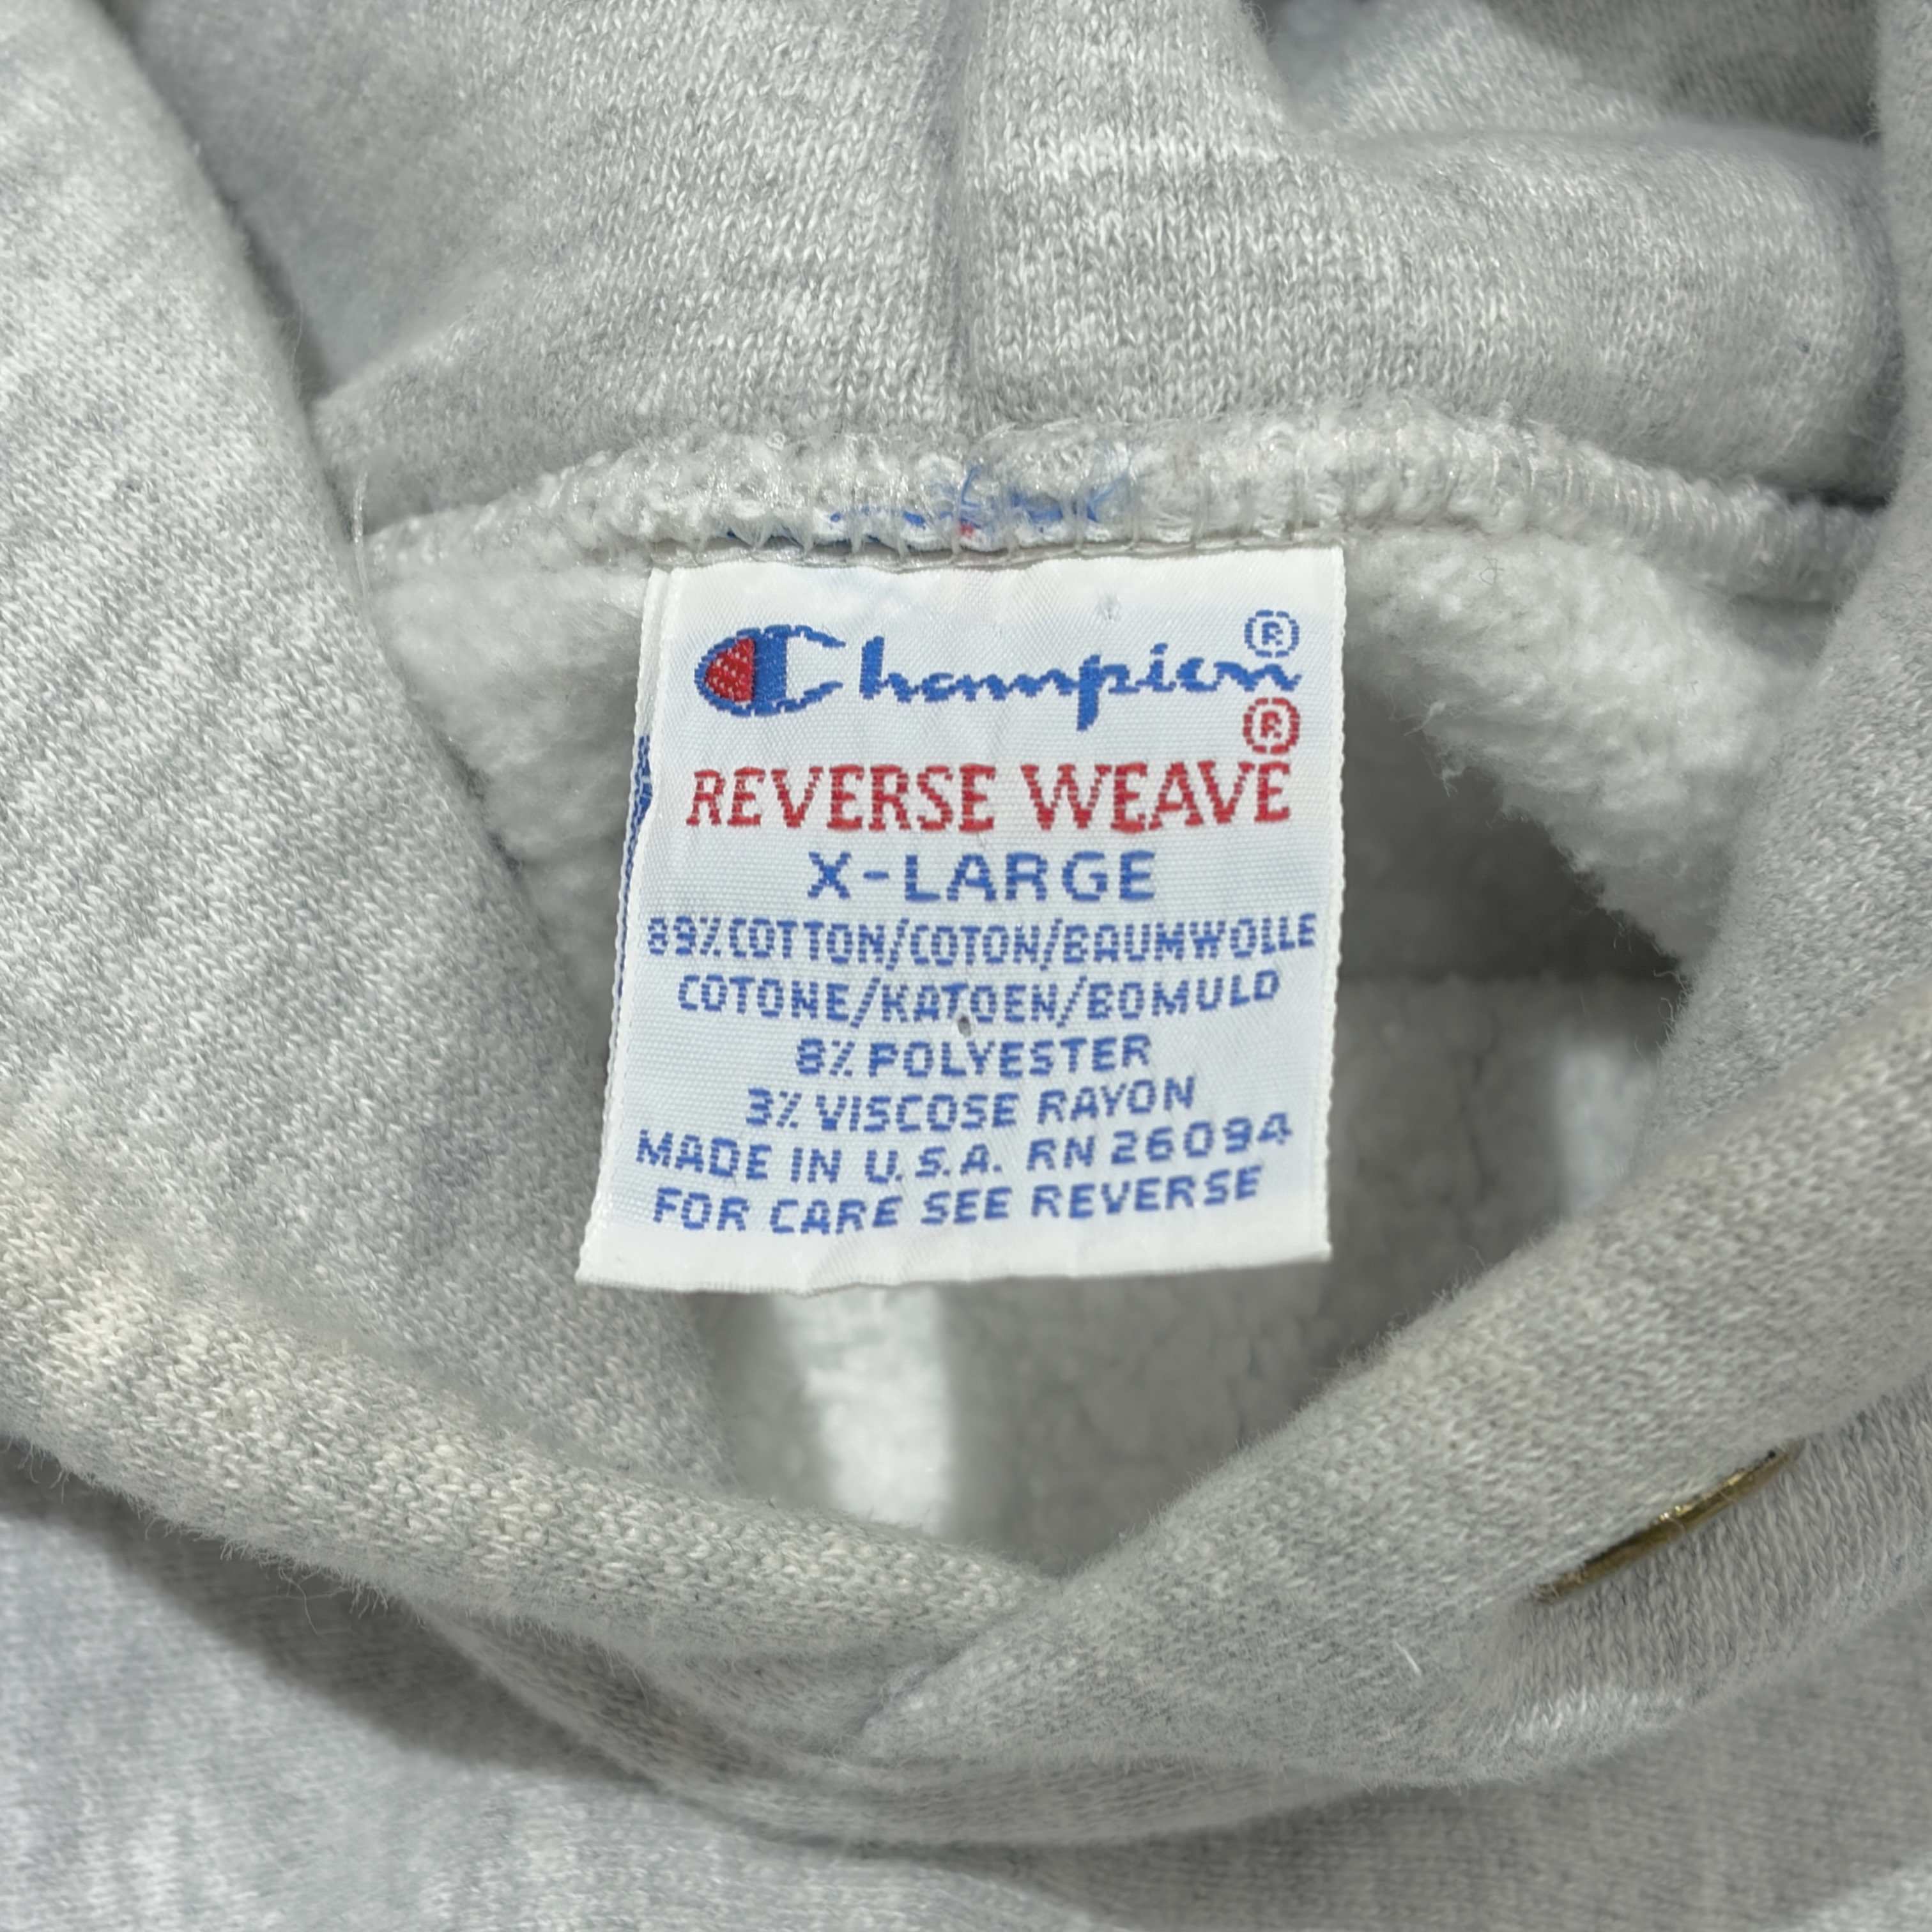 Champion®
®
REVERSE WEAVE
X-LARGE
89% COTTON/COTON/BAUMWOLLE
COTONE/KATOEN/BOMULD
8% POLYESTER
3% VISCOSE RAYON
MADE IN U.S.A. RN 26094
FOR CARE SEE REVERSE